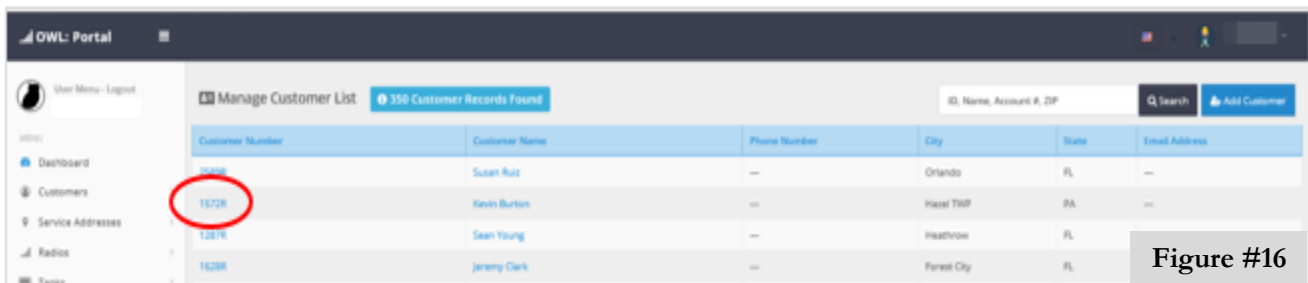 OWL: Portal
User Menu - Logout
Manage Customer List 350 Customer Records Found ID, Name, Account #, ZIP Search Add Customer
MENU
Customer Number Customer Name Phone Number City State Email Address
Dashboard
Susan Ruiz — Orlando FL —
Customers
1572R Kevin Burton — Hazel TWP PA —
Service Addresses
1287R Sean Young — Heathrow FL
Radios
1628R Jeremy Clark — Forest City FL
Tasks
Figure #16